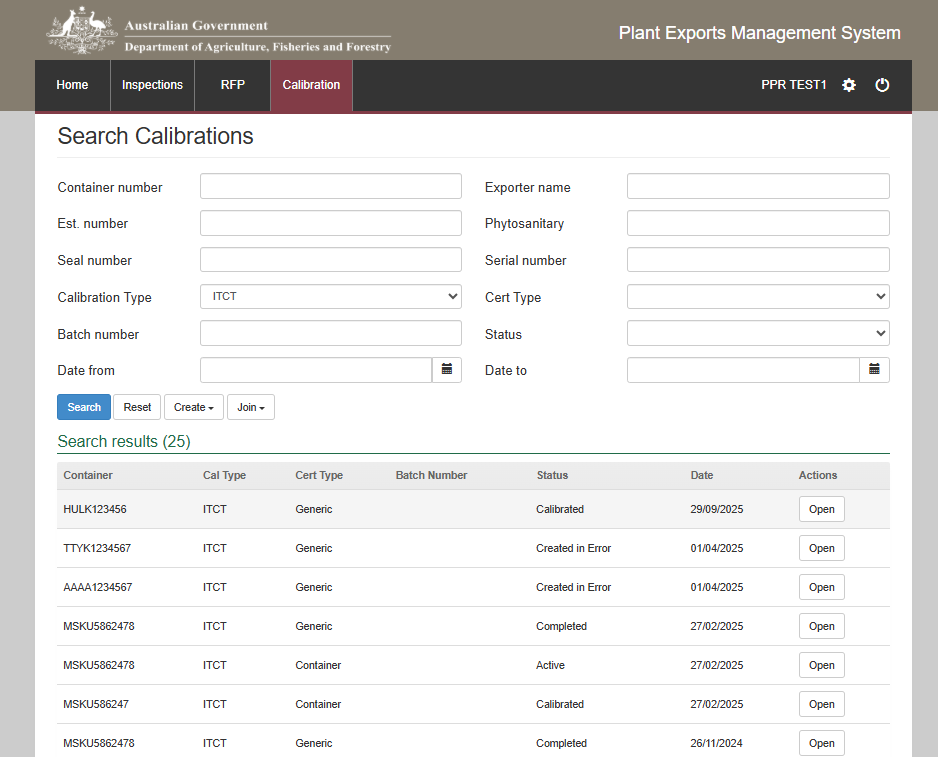 Australian Government
Department of Agriculture, Fisheries and Forestry
Plant Exports Management System
Home Inspections RFP Calibration PPR TEST1
Search Calibrations
Container number Exporter name
Est. number Phytosanitary
Seal number Serial number
Calibration Type ITCT Cert Type
Batch number Status
Date from Date to
Search Reset Create Join
Search results (25)
Container Cal Type Cert Type Batch Number Status Date Actions
HULK123456 ITCT Generic Calibrated 29/09/2025 Open
TTYK1234567 ITCT Generic Created in Error 01/04/2025 Open
AAAA1234567 ITCT Generic Created in Error 01/04/2025 Open
MSKU5862478 ITCT Generic Completed 27/02/2025 Open
MSKU5862478 ITCT Container Active 27/02/2025 Open
MSKU586247 ITCT Container Calibrated 27/02/2025 Open
MSKU5862478 ITCT Generic Completed 26/11/2024 Open